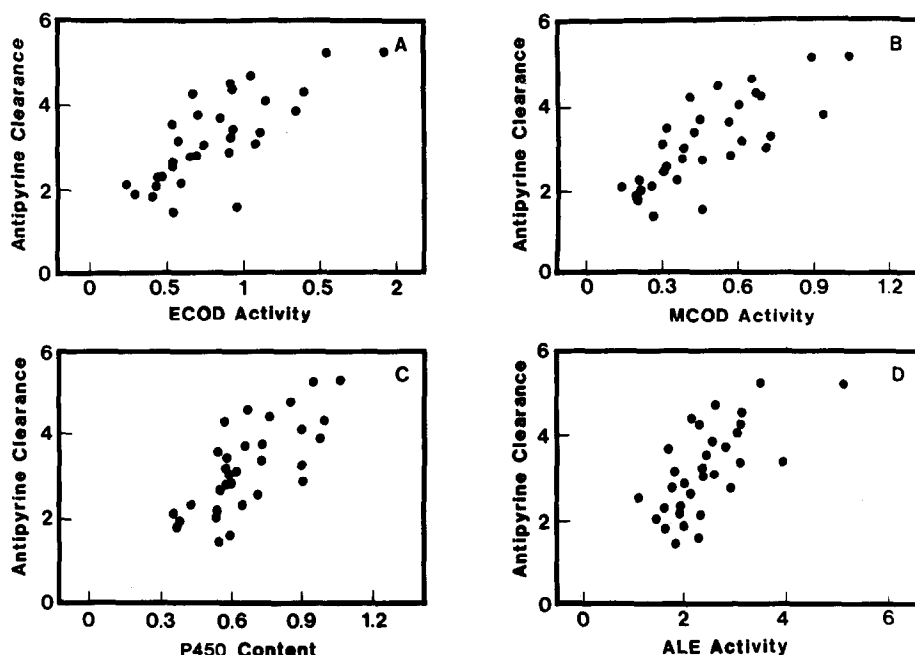 6
4
2
0
Antipyrine Clearance
A
0 0.5 1 0.5 2
ECOD Activity
6
4
2
0
Antipyrine Clearance
B
0 0.3 0.6 0.9 1.2
MCOD Activity
6
4
2
0
Antipyrine Clearance
C
0 0.3 0.6 0.9 1.2
P450 Content
6
4
2
0
Antipyrine Clearance
D
0 2 4 6
ALE Activity